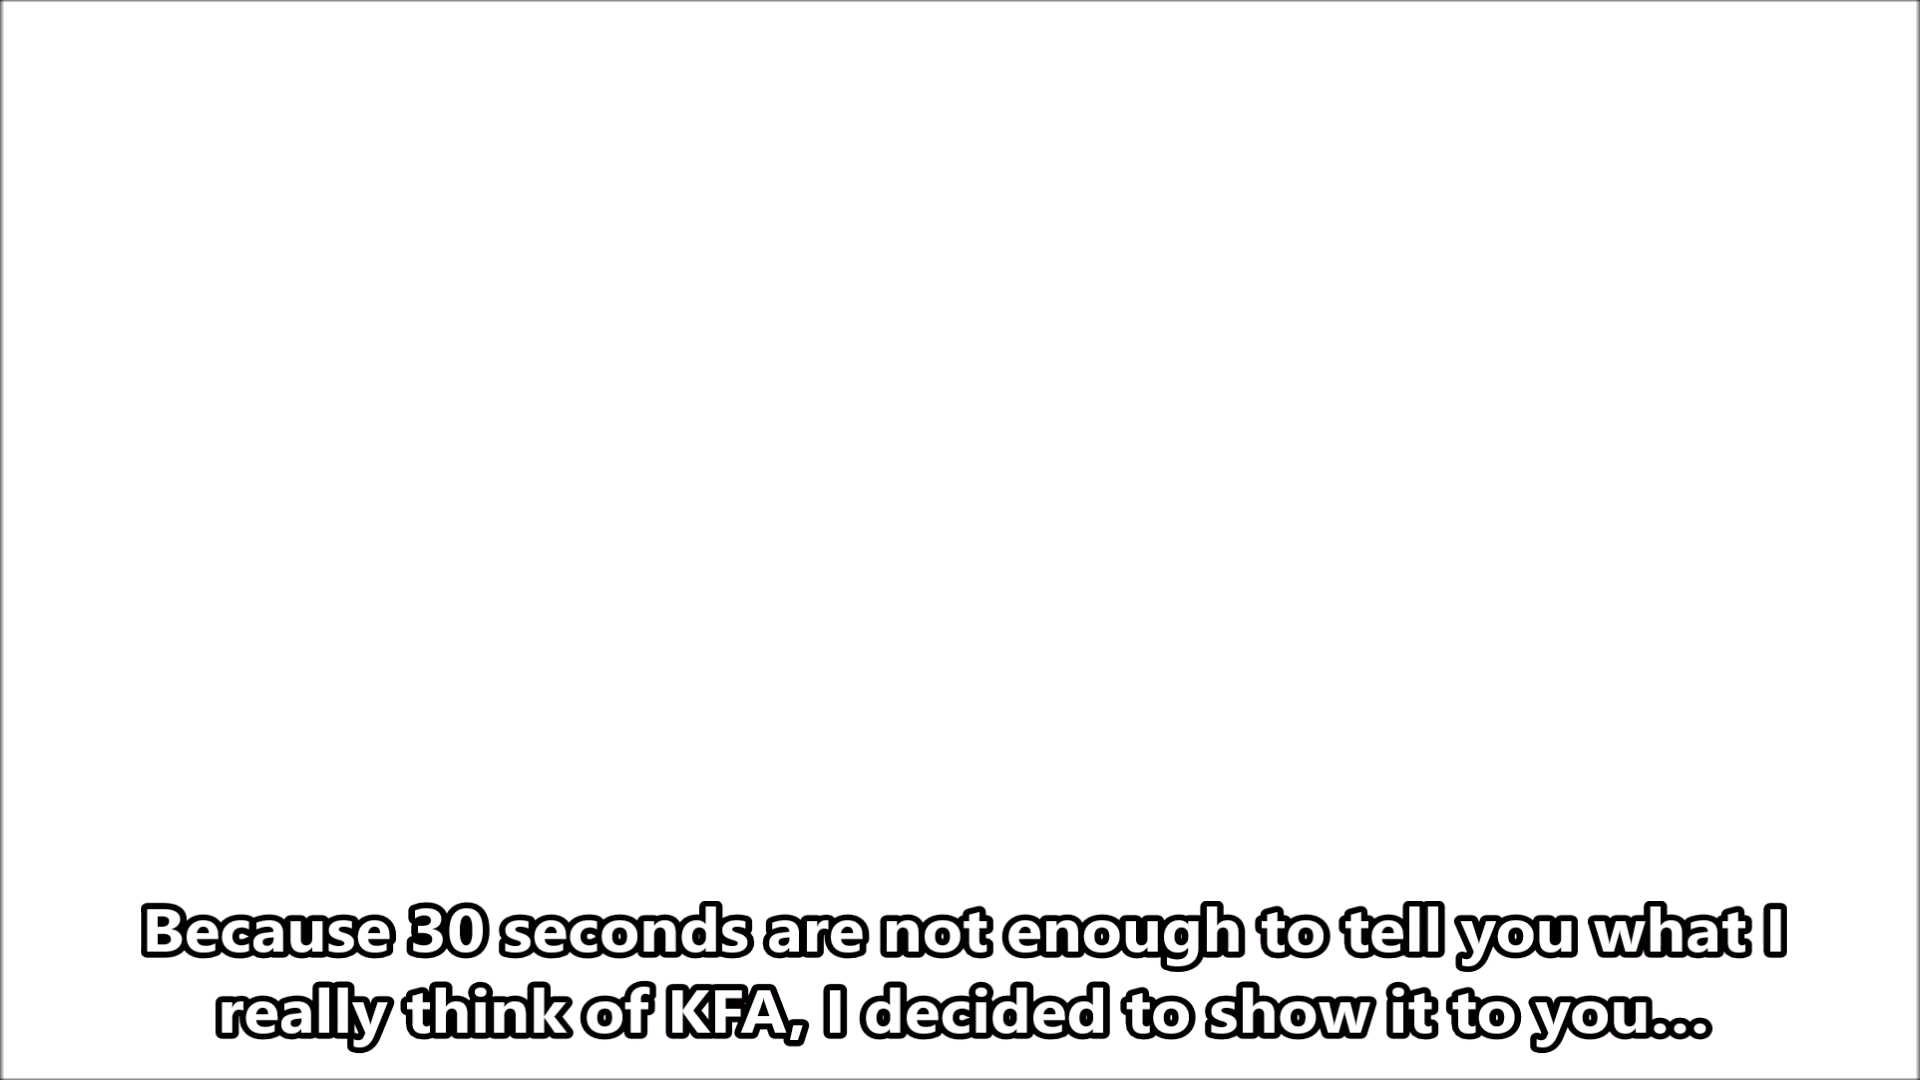 Because 30 seconds are not enough to tell you what I
really think of KFA, I decided to show it to you...